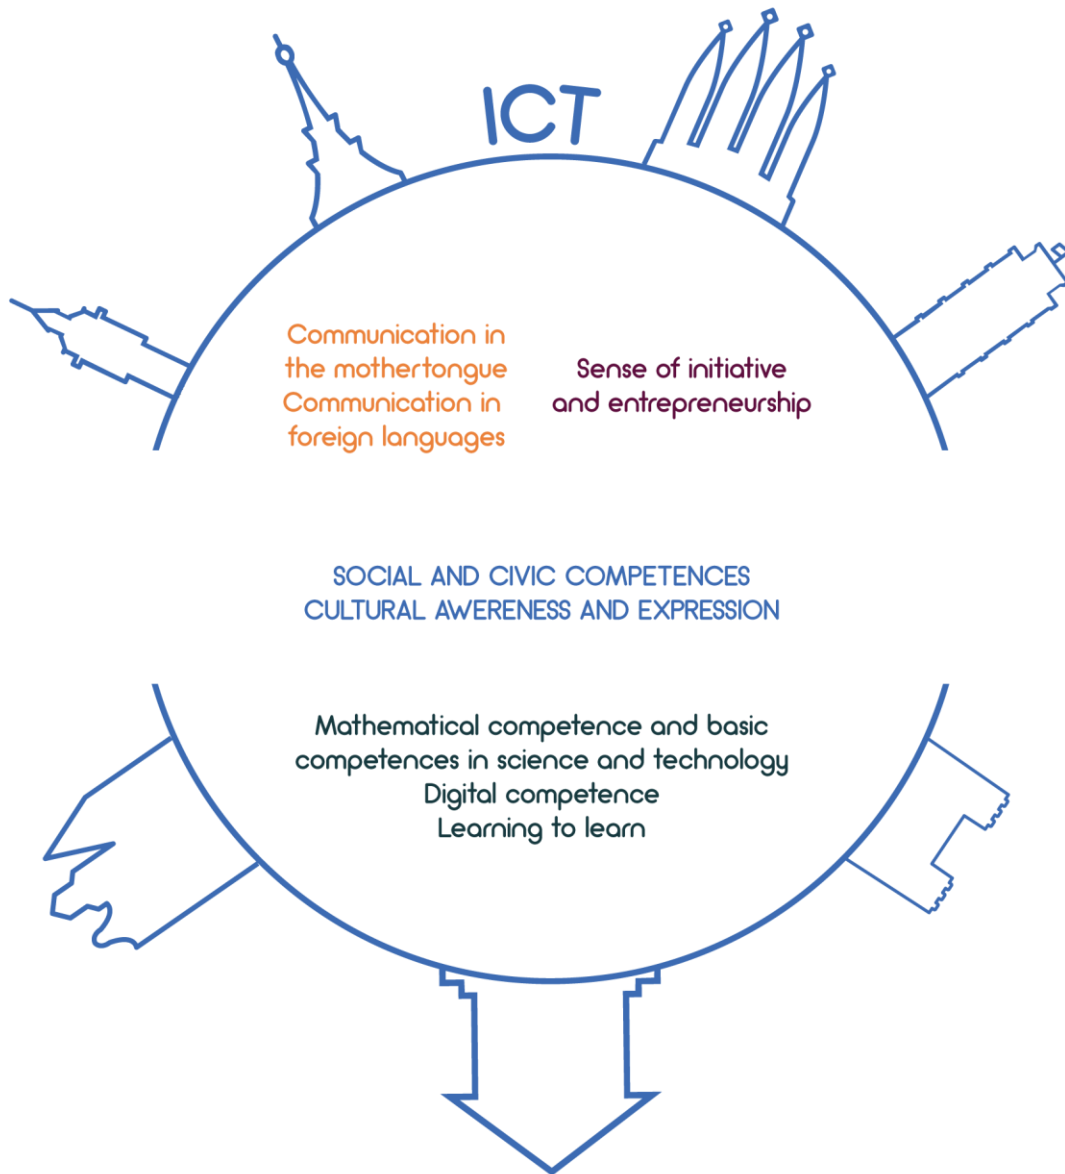 ICT
Communication in
the mothertongue
Communication in
foreign languages
Sense of initiative
and entrepreneurship
SOCIAL AND CIVIC COMPETENCES
CULTURAL AWERENESS AND EXPRESSION
Mathematical competence and basic
competences in science and technology
Digital competence
Learning to learn